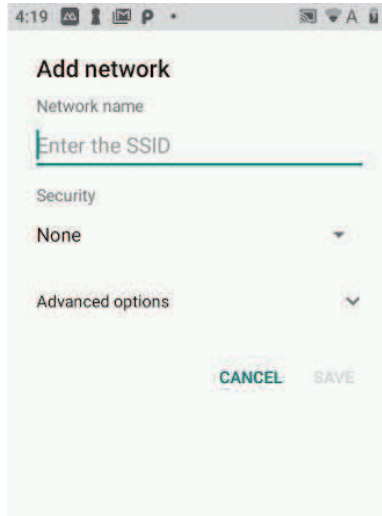 4:19 P A
Add network
Network name
Enter the SSID
Security
None
Advanced options
CANCEL SAVE